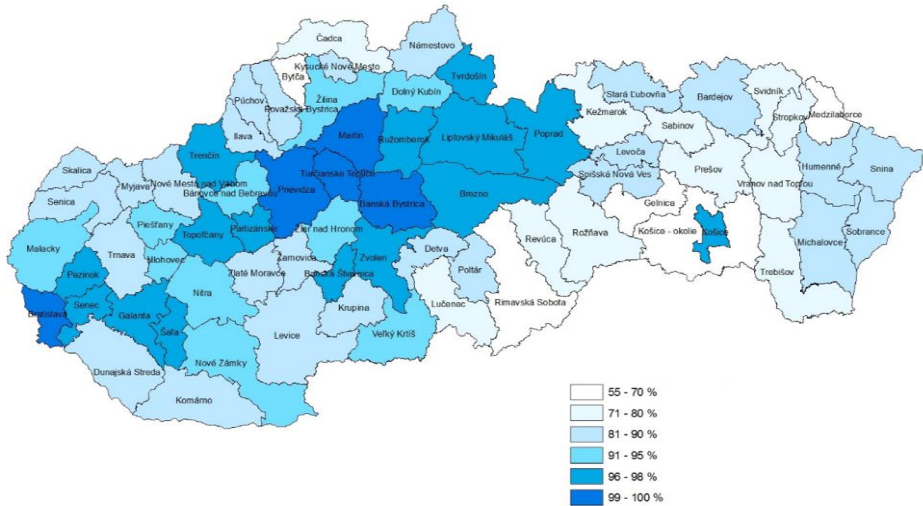 Čadca
Námestovo
Kysucké Nové Mesto
Bytča
Tvrdošín
Dolný Kubín
Žilina
Púchov
Považská Bystrica
Stará Ľubovňa
Bardejov
Svidník
Stropkov
Medzilaborce
Kežmarok
Sabinov
Ilava
Martin
Ružomberok
Liptovský Mikuláš
Poprad
Levoča
Trenčín
Turčianske Teplice
Spišská Nová Ves
Prešov
Humenné
Snina
Skalica
Myjava
Nové Mesto nad Váhom
Bánovce nad Bebravou
Prievidza
Banská Bystrica
Brezno
Gelnica
Vranov nad Topľou
Senica
Piešťany
Topoľčany
Partizánske
Žiar nad Hronom
Košice - okolie
Košice
Sobrance
Malacky
Trnava
Hlohovec
Žarnovica
Zvolen
Detva
Revúca
Rožňava
Michalovce
Pezinok
Zlaté Moravce
Banská Štiavnica
Poltár
Trebišov
Bratislava
Senec
Galanta
Šaľa
Nitra
Krupina
Lučenec
Rimavská Sobota
Levice
Veľký Krtíš
Dunajská Streda
Nové Zámky
Komárno
55 - 70 %
71 - 80 %
81 - 90 %
91 - 95 %
96 - 98 %
99 - 100 %